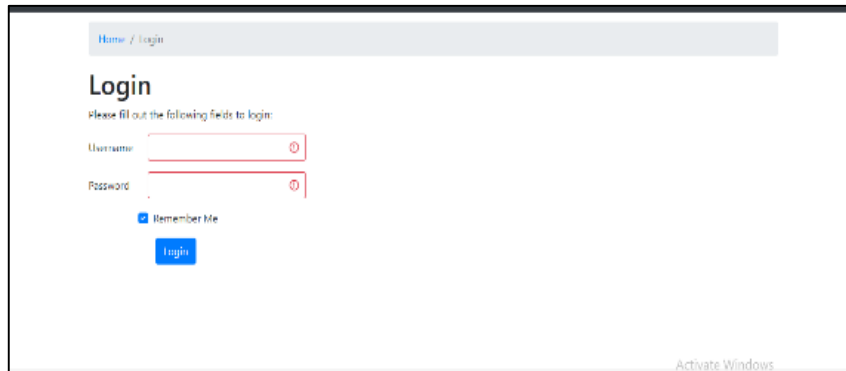 Home / Login
Login
Please fill out the following fields to login:
Username
Password
Remember Me
Login
Activate Windows